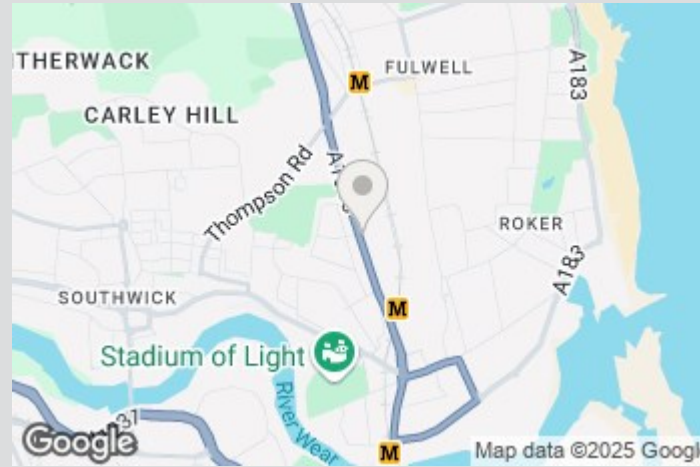 ITHERWACK
FULWELL
A183
CARLEY HILL
Thompson Rd
ROKER
A183
SOUTHWICK
Stadium of Light
River Wear
Google
Map data ©2025 Googl
M
M
M